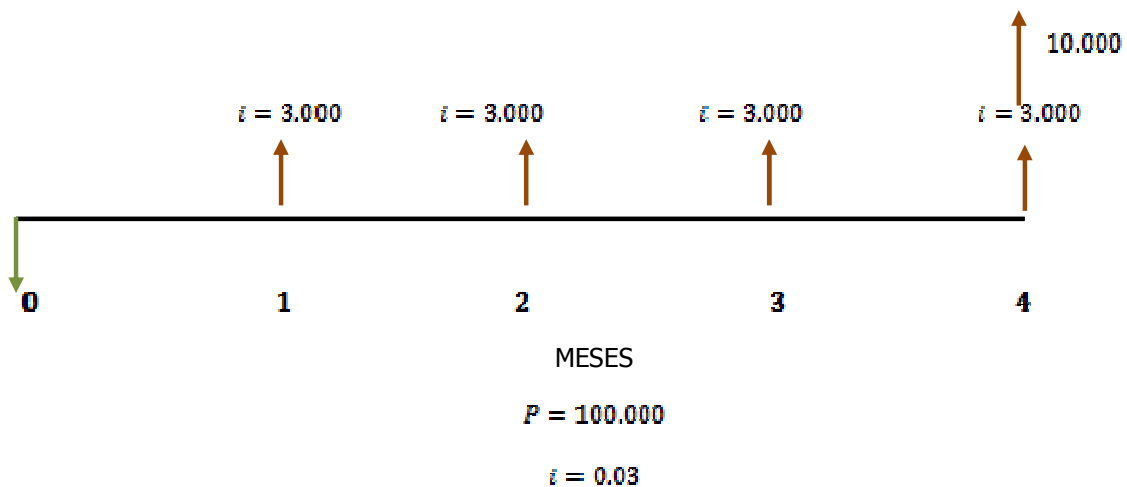 10.000
i = 3.000 i = 3.000 i = 3.000 i = 3.000
0 1 2 3 4
MESES
P = 100.000
i = 0.03